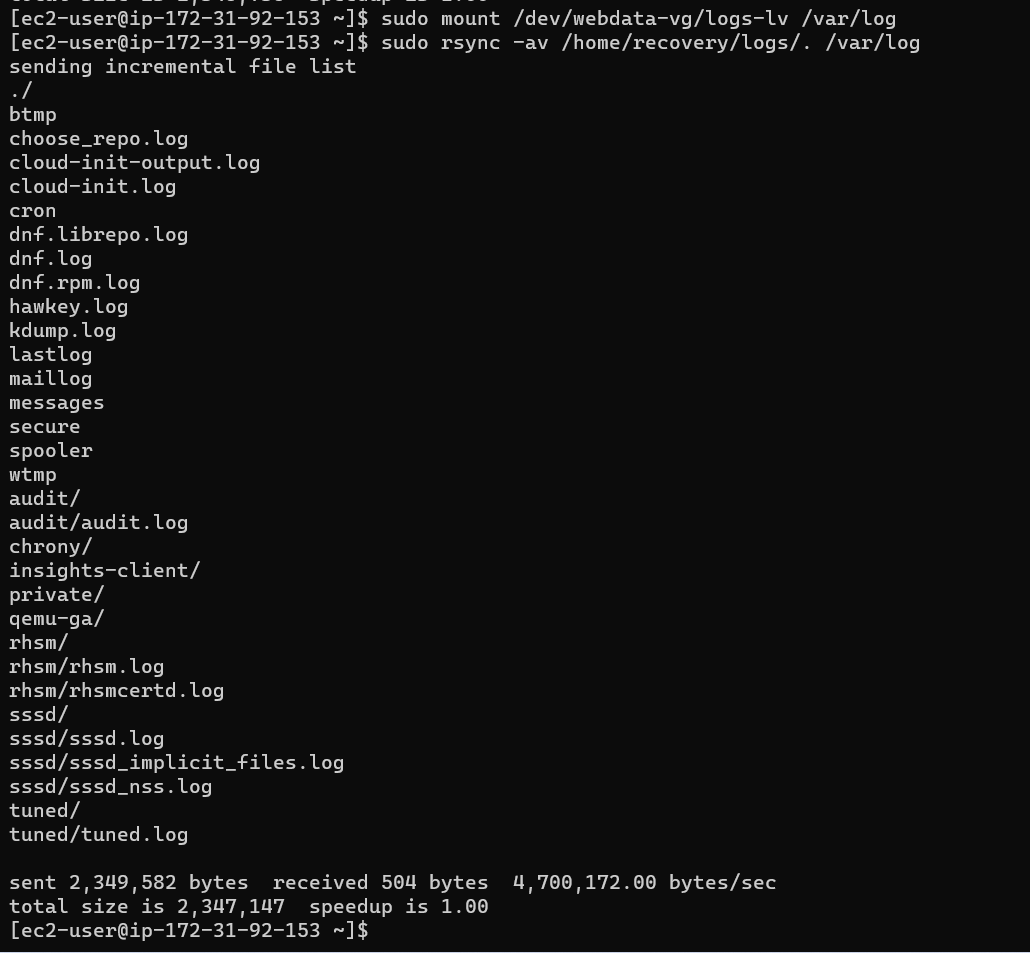 [ec2-user@ip-172-31-92-153 ~]$ sudo mount /dev/webdata-vg/logs-lv /var/log
[ec2-user@ip-172-31-92-153 ~]$ sudo rsync -av /home/recovery/logs/. /var/log
sending incremental file list
./
btmp
choose_repo.log
cloud-init-output.log
cloud-init.log
cron
dnf.librepo.log
dnf.log
dnf.rpm.log
hawkey.log
kdump.log
lastlog
maillog
messages
secure
spooler
wtmp
audit/
audit/audit.log
chrony/
insights-client/
private/
qemu-ga/
rhsm/
rhsm/rhsm.log
rhsm/rhsmcertd.log
sssd/
sssd/sssd.log
sssd/sssd_implicit_files.log
sssd/sssd_nss.log
tuned/
tuned/tuned.log
sent 2,349,582 bytes  received 504 bytes  4,700,172.00 bytes/sec
total size is 2,347,147  speedup is 1.00
[ec2-user@ip-172-31-92-153 ~]$